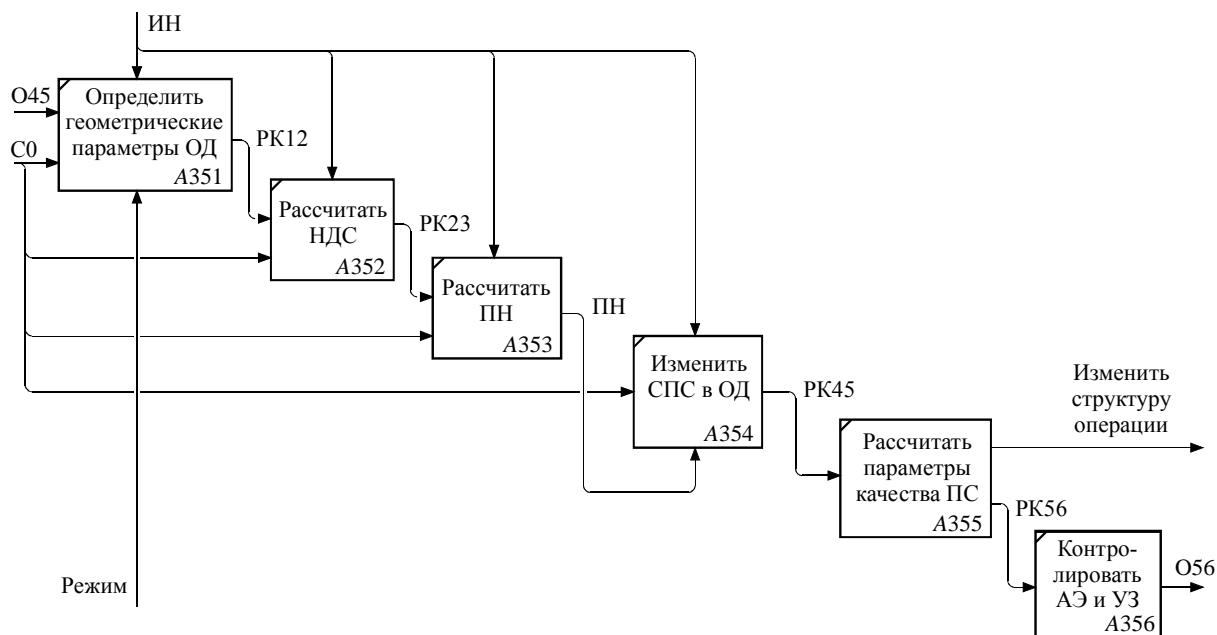 ИН
О45
С0
Определить
геометрические
параметры ОД
А351
РК12
Рассчитать
НДС
А352
РК23
Рассчитать
ПН
А353
ПН
Изменить
СПС в ОД
А354
РК45
Изменить
структуру
операции
Рассчитать
параметры
качества ПС
А355
РК56
Контро-
лировать
АЭ и УЗ
А356
О56
Режим